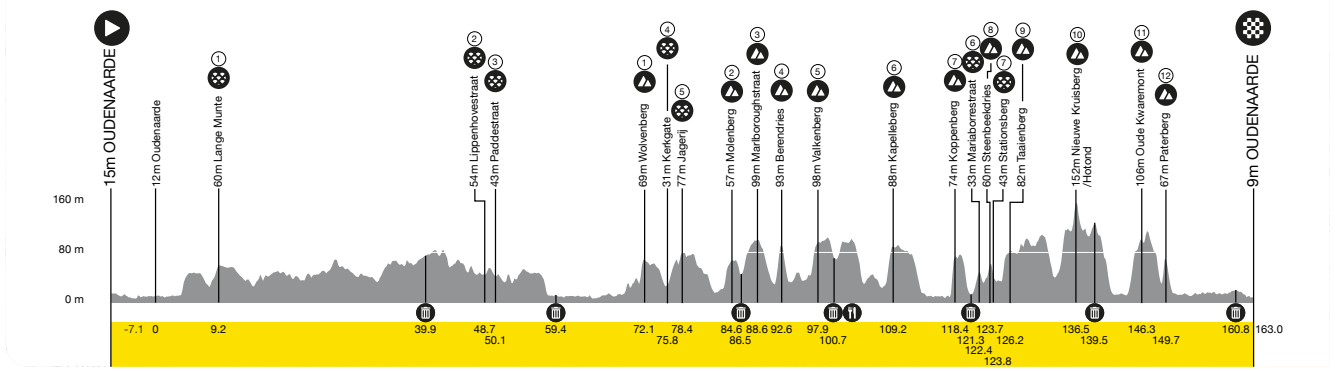 15m OUDENAARDE
12m Oudenaarde
1
60m Lange Munte
2
54m Lippenhovestraat
3
43m Paddestraat
1
69m Wolvenberg
4
31m Kerkgate
5
77m Jagerij
2
57m Molenberg
3
99m Marlboroughstraat
4
93m Berendries
5
98m Valkenberg
6
88m Kapelleberg
7
74m Koppenberg
6
33m Mariaborrestraat
8
60m Steenbeekdries
7
43m Stationsberg
9
82m Taaienberg
10
152m Nieuwe Kruisberg
/Hotond
11
106m Oude Kwaremont
12
67m Paterberg
9m OUDENAARDE
160 m
80 m
0 m
-7.1 0 9.2 39.9 48.7 59.4 72.1 78.4 84.6 88.6 92.6 97.9 109.2 118.4 123.7 136.5 146.3 160.8 163.0
50.1 75.8 86.5 100.7 121.3 126.2 139.5 149.7
122.4
123.8